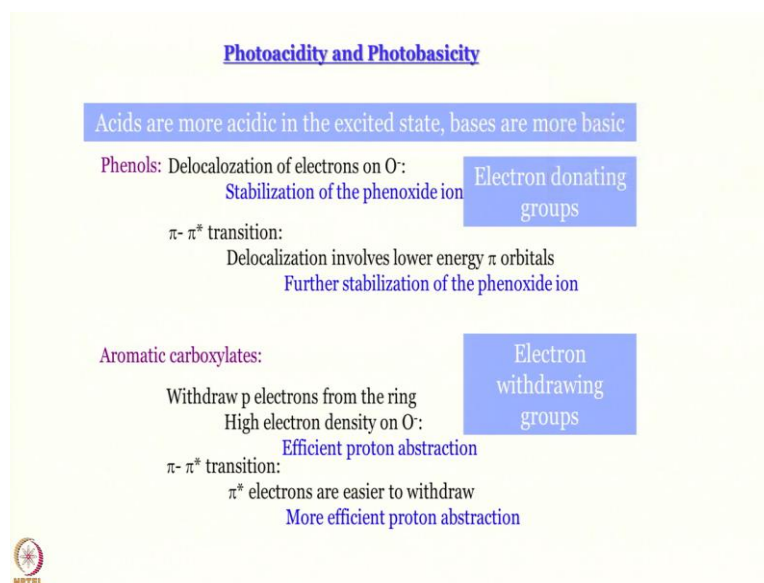 Photoacidity and Photobasicity
Acids are more acidic in the excited state, bases are more basic
Phenols: Delocalozation of electrons on O⁻:
Stabilization of the phenoxide ion
Electron donating
groups
π- π* transition:
Delocalization involves lower energy π orbitals
Further stabilization of the phenoxide ion
Aromatic carboxylates:
Electron
withdrawing
groups
Withdraw p electrons from the ring
High electron density on O⁻:
Efficient proton abstraction
π- π* transition:
π* electrons are easier to withdraw
More efficient proton abstraction
NPTEL